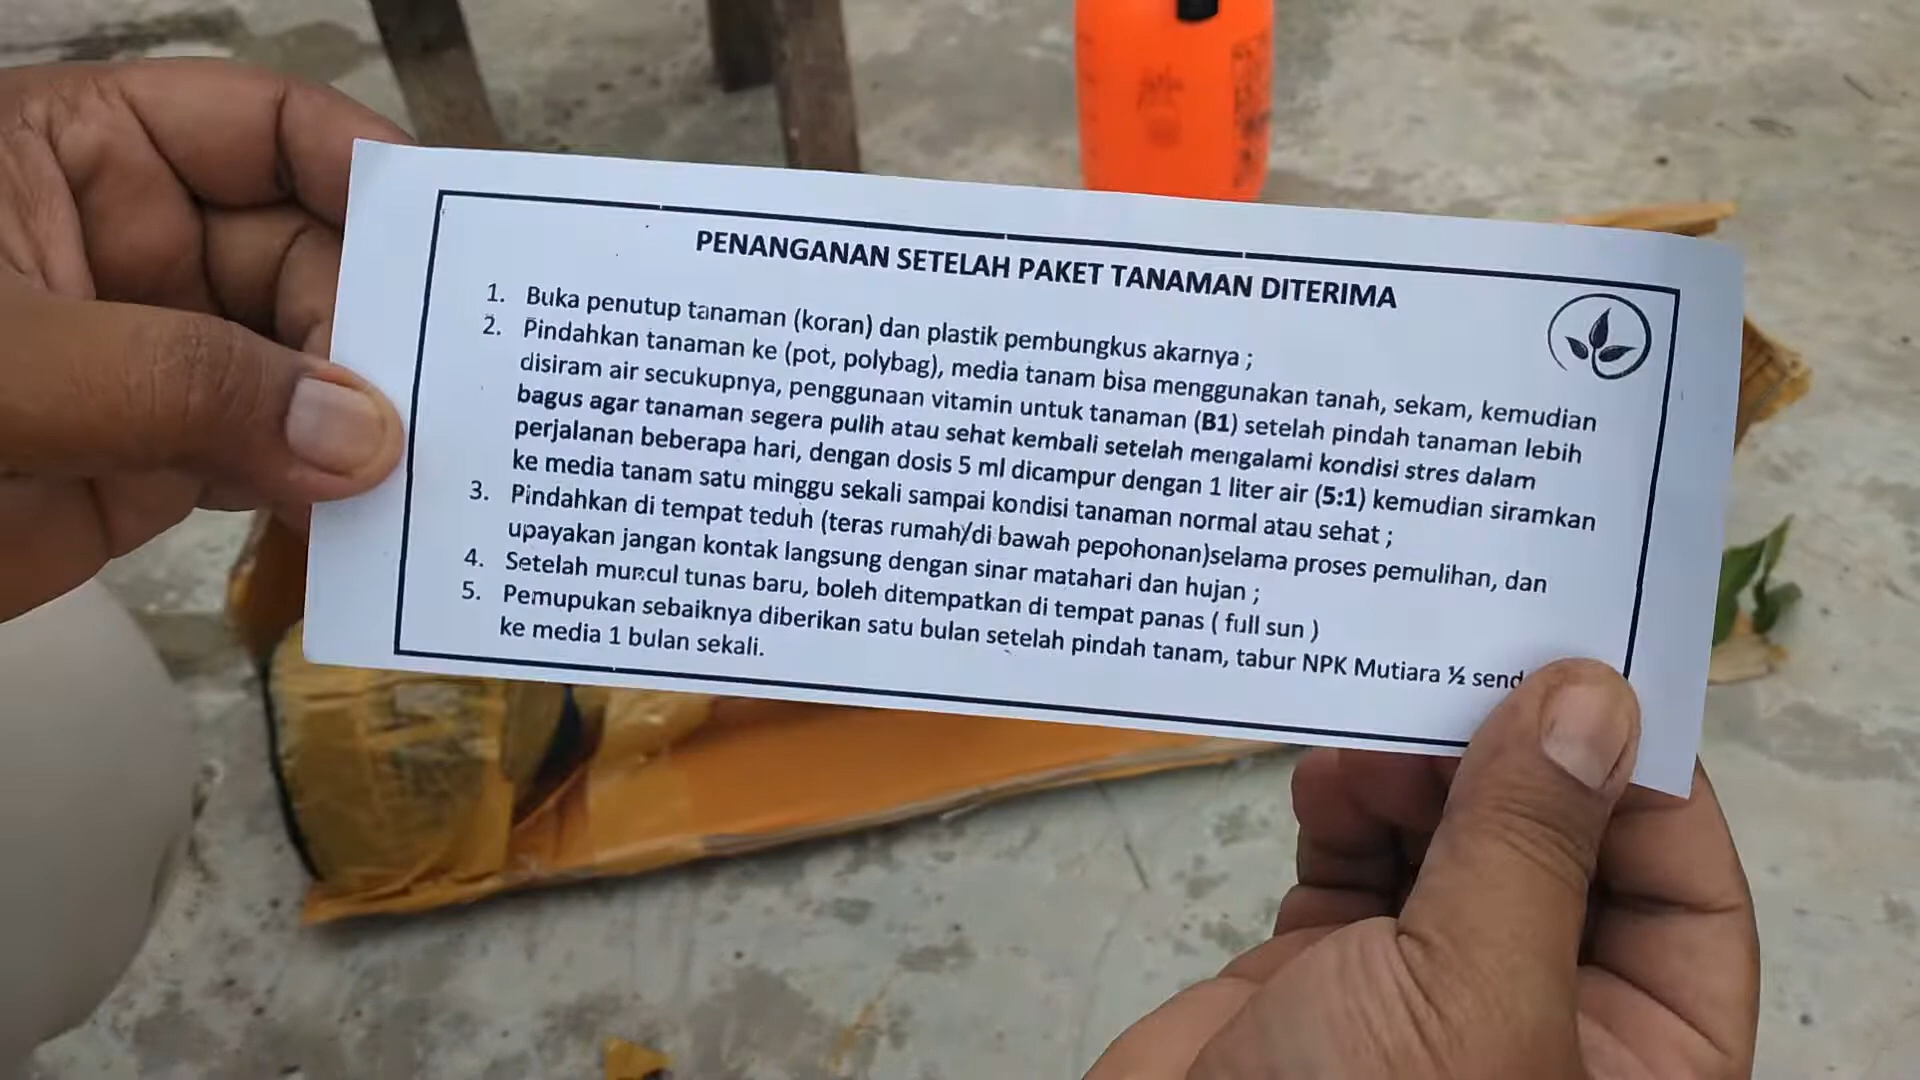 PENANGANAN SETELAH PAKET TANAMAN DITERIMA
1. Buka penutup tanaman (koran) dan plastik pembungkus akarnya ;
2. Pindahkan tanaman ke (pot, polybag), media tanam bisa menggunakan tanah, sekam, kemudian
disiram air secukupnya, penggunaan vitamin untuk tanaman (B1) setelah pindah tanaman lebih
bagus agar tanaman segera pulih atau sehat kembali setelah mengalami kondisi stres dalam
perjalanan beberapa hari, dengan dosis 5 ml dicampur dengan 1 liter air (5:1) kemudian siramkan
ke media tanam satu minggu sekali sampai kondisi tanaman normal atau sehat ;
3. Pindahkan di tempat teduh (teras rumah/di bawah pepohonan)selama proses pemulihan, dan
upayakan jangan kontak langsung dengan sinar matahari dan hujan ;
4. Setelah muncul tunas baru, boleh ditempatkan di tempat panas ( full sun )
5. Pemupukan sebaiknya diberikan satu bulan setelah pindah tanam, tabur NPK Mutiara ½ send
ke media 1 bulan sekali.